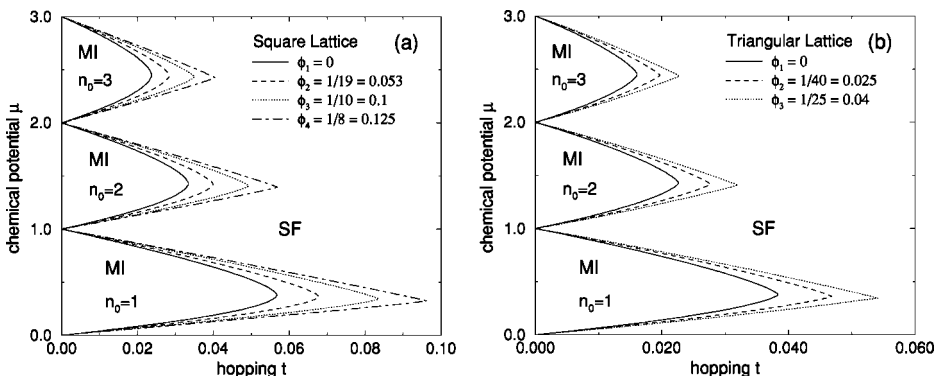 3.0
2.0
1.0
0.0
chemical potential μ
MI
n₀=3
MI
n₀=2
MI
n₀=1
SF
Square Lattice
(a)
ϕ₁ = 0
ϕ₂ = 1/19 = 0.053
ϕ₃ = 1/10 = 0.1
ϕ₄ = 1/8 = 0.125
0.00
0.02
0.04
0.06
0.08
0.10
hopping t
3.0
2.0
1.0
0.0
chemical potential μ
MI
n₀=3
MI
n₀=2
MI
n₀=1
SF
Triangular Lattice
(b)
ϕ₁ = 0
ϕ₂ = 1/40 = 0.025
ϕ₃ = 1/25 = 0.04
0.000
0.020
0.040
0.060
hopping t